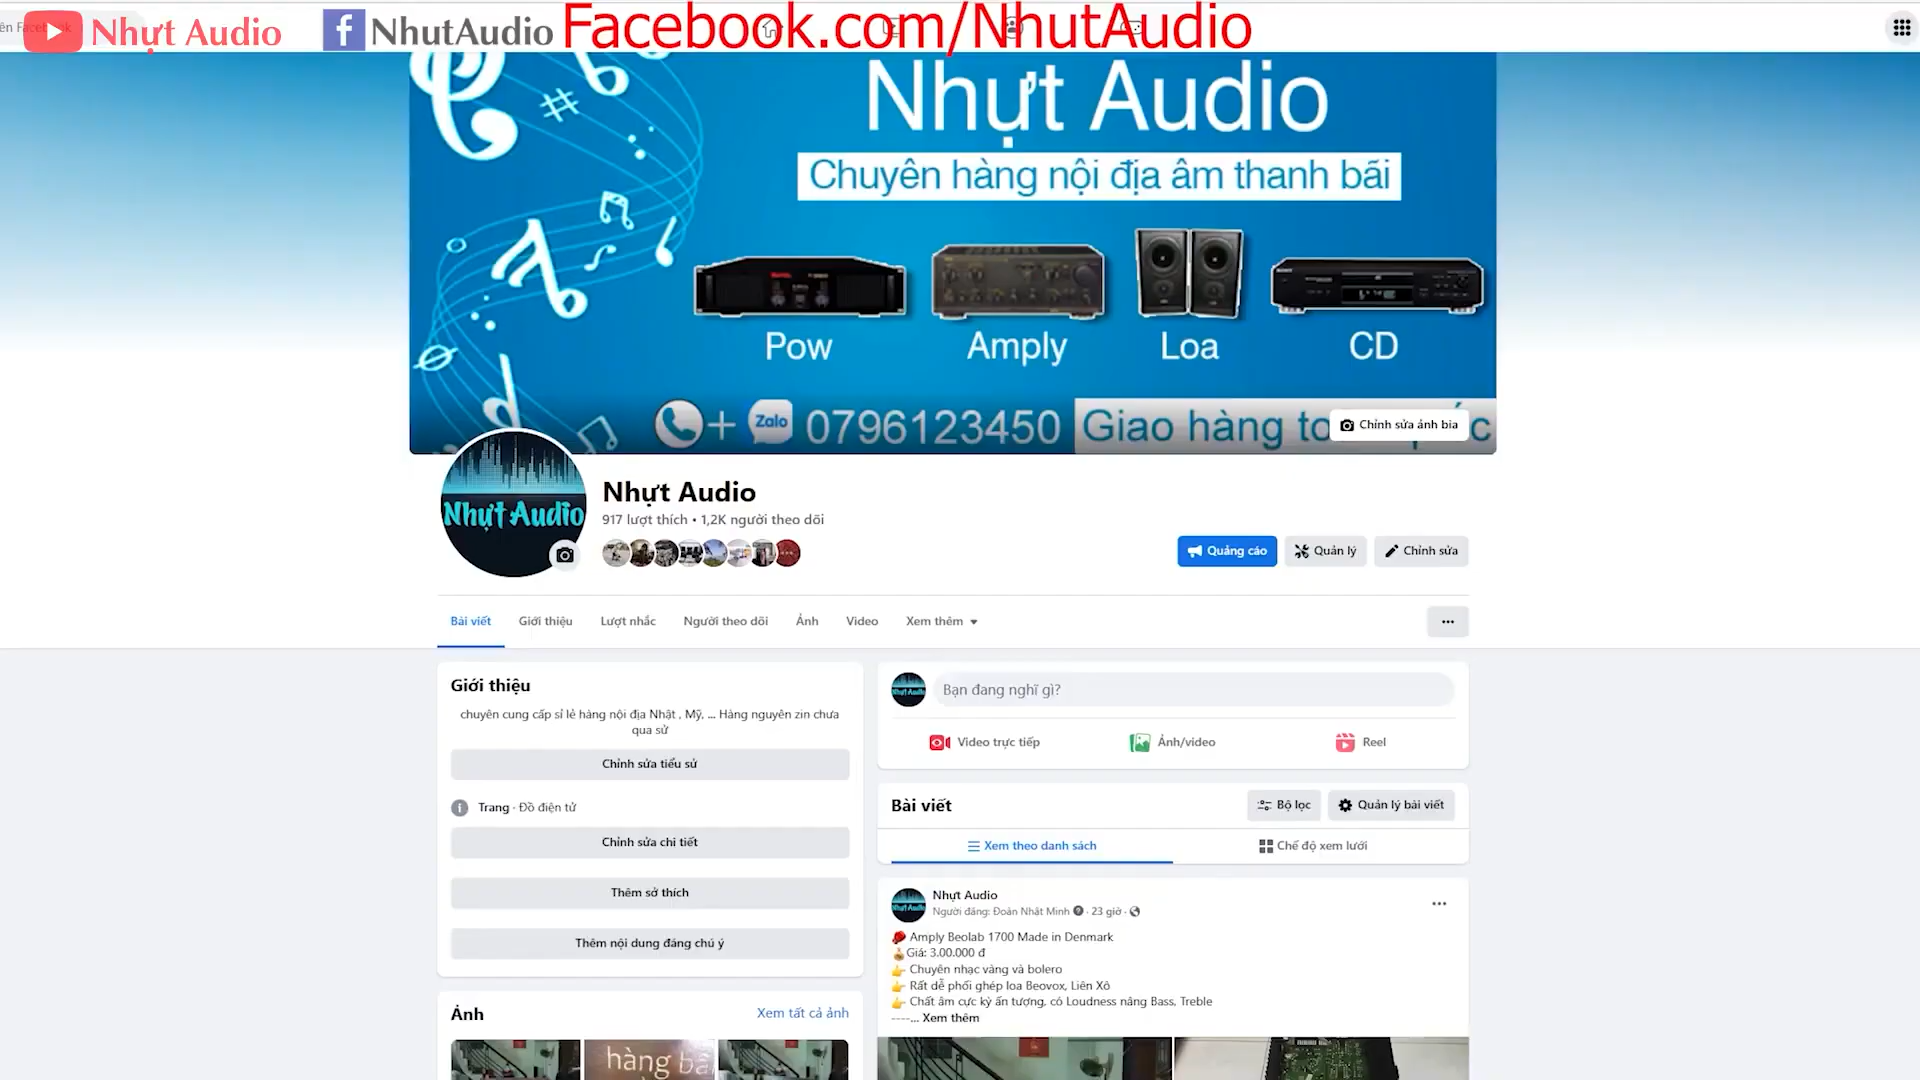 Nhựt Audio
NhutAudio
Facebook.com/NhutAudio
Nhựt Audio
Chuyên hàng nội địa âm thanh bãi
Pow
Amply
Loa
CD
+ Zalo 0796123450
Giao hàng to
c
Chỉnh sửa ảnh bìa
Nhựt Audio
Nhựt Audio
917 lượt thích • 1,2K người theo dõi
Quảng cáo
Quản lý
Chỉnh sửa
Bài viết
Giới thiệu
Lượt nhắc
Người theo dõi
Ảnh
Video
Xem thêm
Giới thiệu
chuyên cung cấp sỉ lẻ hàng nội địa Nhật , Mỹ, ... Hàng nguyên zin chưa
qua sử
Chỉnh sửa tiểu sử
Trang · Đồ điện tử
Chỉnh sửa chi tiết
Thêm sở thích
Thêm nội dung đáng chú ý
Ảnh
Xem tất cả ảnh
hàng bã
Bạn đang nghĩ gì?
Video trực tiếp
Ảnh/video
Reel
Bài viết
Bộ lọc
Quản lý bài viết
Xem theo danh sách
Chế độ xem lưới
Nhựt Audio
Người đăng: Đoàn Nhật Minh · 23 giờ ·
Amply Beolab 1700 Made in Denmark
Giá: 3.00.000 đ
Chuyên nhạc vàng và bolero
Rất dễ phối ghép loa Beovox, Liên Xô
Chất âm cực kỳ ấn tượng, có Loudness nâng Bass, Treble
----... Xem thêm